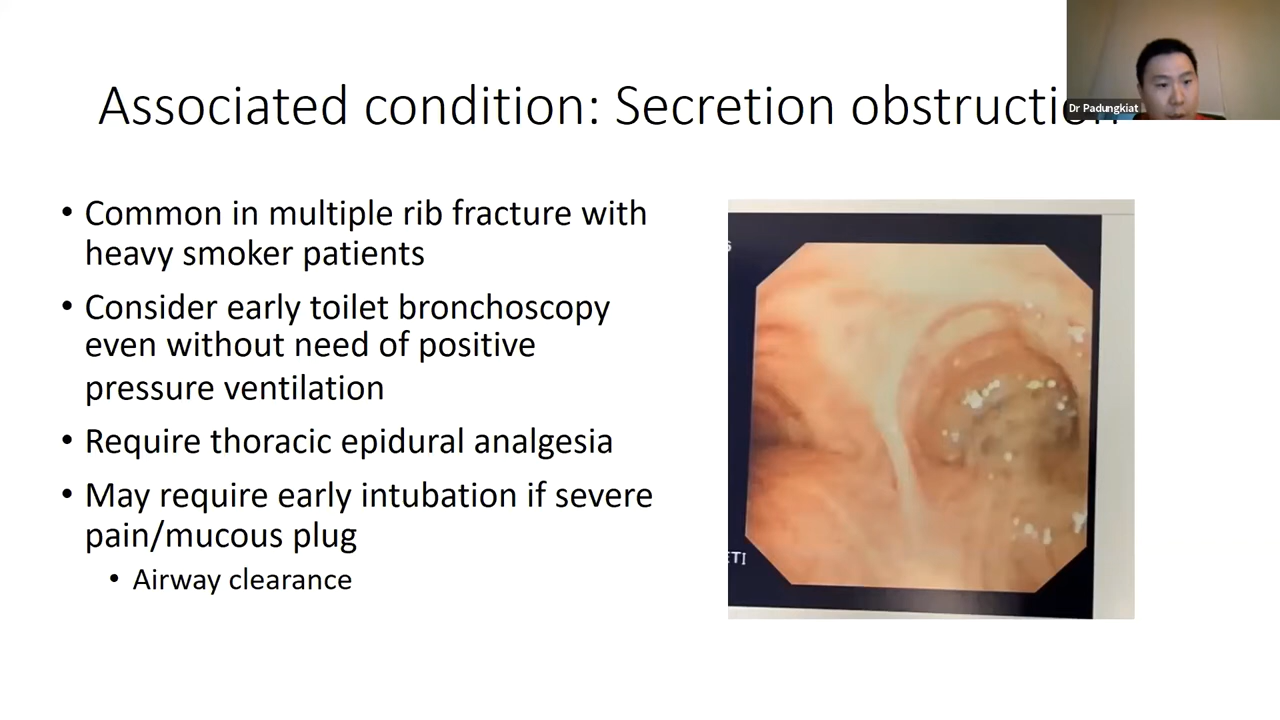 Dr Padungkiat
Associated condition: Secretion obstruction
• Common in multiple rib fracture with
heavy smoker patients
• Consider early toilet bronchoscopy
even without need of positive
pressure ventilation
• Require thoracic epidural analgesia
• May require early intubation if severe
pain/mucous plug
• Airway clearance